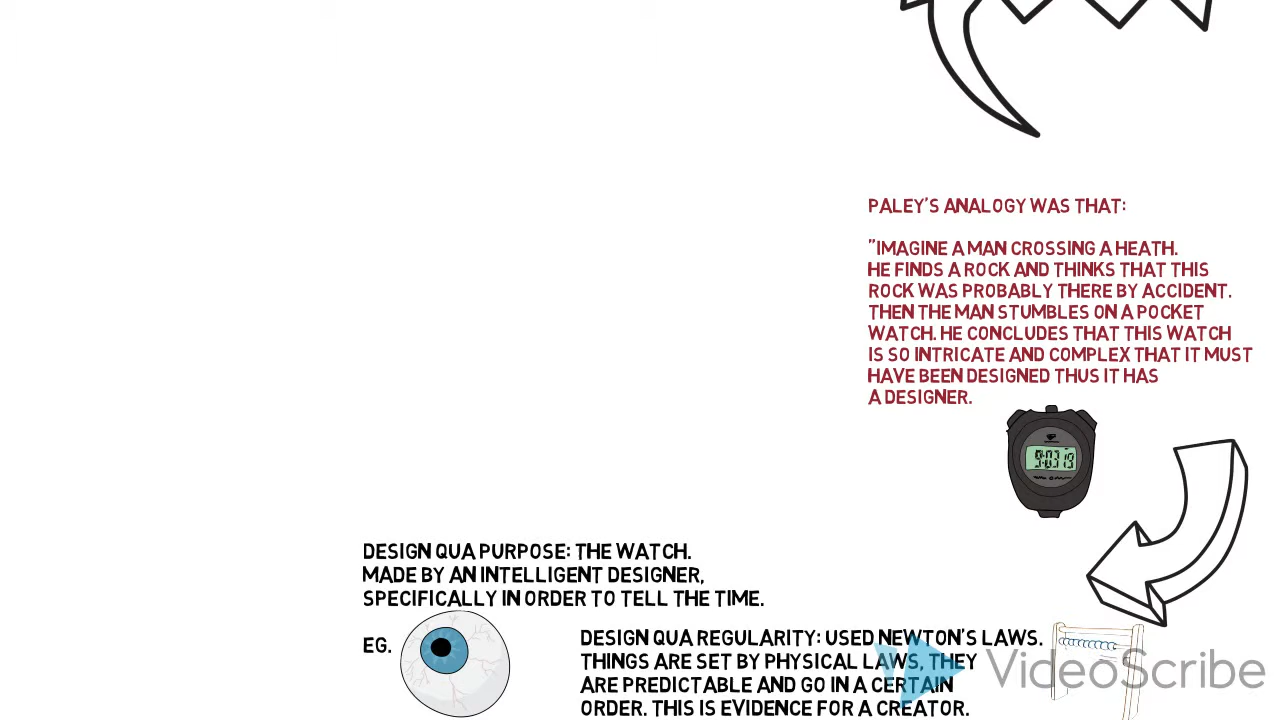 PALEY'S ANALOGY WAS THAT:
"IMAGINE A MAN CROSSING A HEATH.
HE FINDS A ROCK AND THINKS THAT THIS
ROCK WAS PROBABLY THERE BY ACCIDENT.
THEN THE MAN STUMBLES ON A POCKET
WATCH. HE CONCLUDES THAT THIS WATCH
IS SO INTRICATE AND COMPLEX THAT IT MUST
HAVE BEEN DESIGNED THUS IT HAS
A DESIGNER.
DESIGN QUA PURPOSE: THE WATCH.
MADE BY AN INTELLIGENT DESIGNER,
SPECIFICALLY IN ORDER TO TELL THE TIME.
EG.
DESIGN QUA REGULARITY: USED NEWTON'S LAWS.
THINGS ARE SET BY PHYSICAL LAWS, THEY
ARE PREDICTABLE AND GO IN A CERTAIN
ORDER. THIS IS EVIDENCE FOR A CREATOR.
VideoScribe